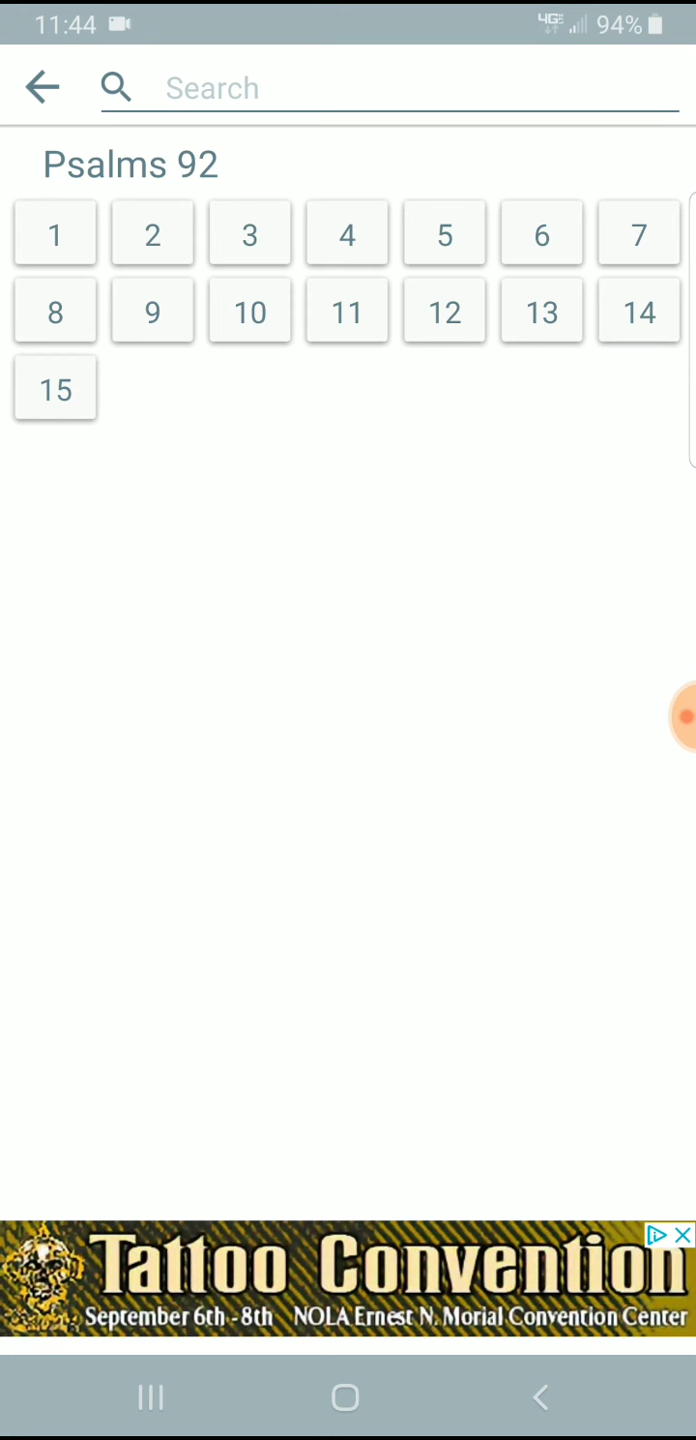 11:44 4GE 94%
Search
Psalms 92
1 2 3 4 5 6 7
8 9 10 11 12 13 14
15
Tattoo Convention
September 6th - 8th NOLA Ernest N. Morial Convention Center